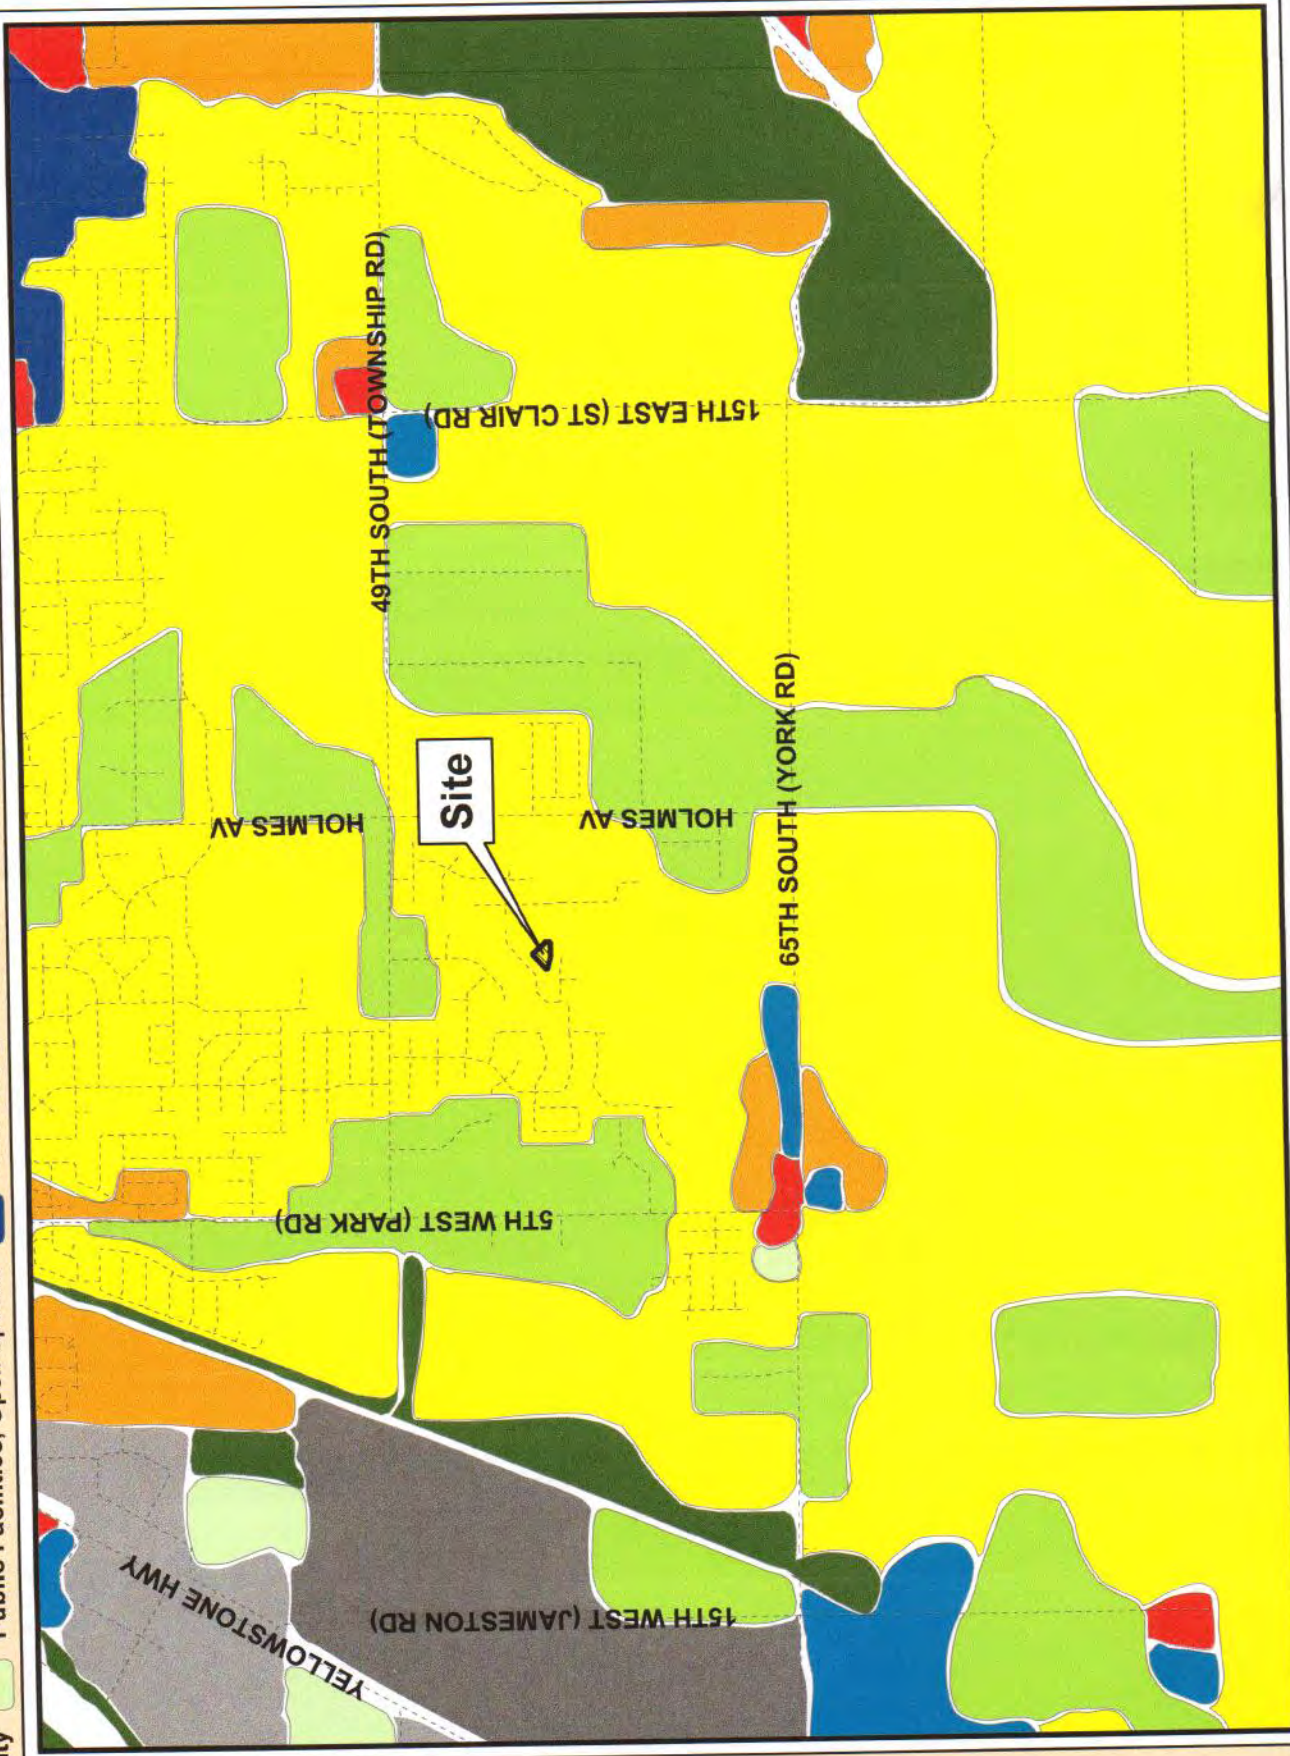 49TH SOUTH (TOWNSHIP RD)
15TH EAST (ST CLAIR RD)
HOLMES AV
Site
HOLMES AV
65TH SOUTH (YORK RD)
5TH WEST (PARK RD)
YELLOWSTONE HWY
15TH WEST (JAMESTON RD)